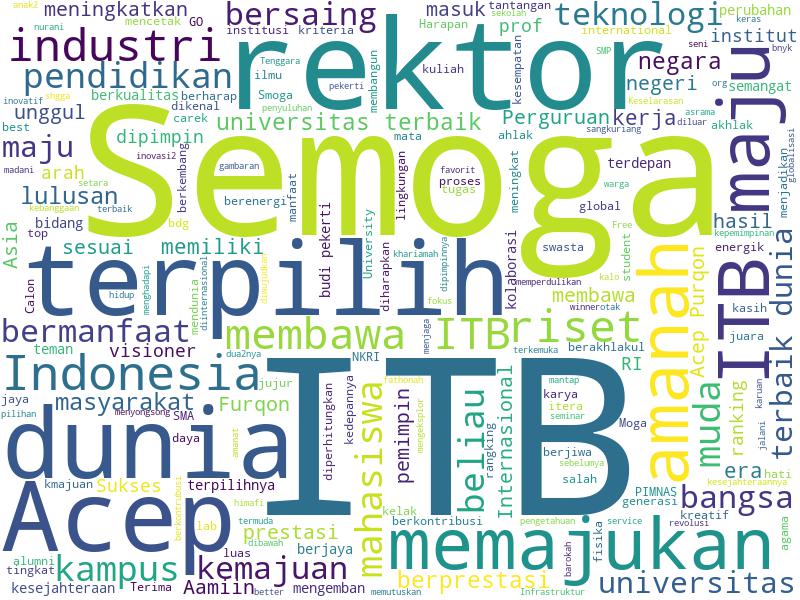 anak2
meningkatkan
GO
bersaing
masuk
tantangan
teknologi
perubahan
nurani
mencetak
institusi
kriteria
Harapan
sekolah
prof
international
keras
industri
rektor
SMP
seni
institut
bnyk
pendidikan
Tenggara
ilmu
membangun
kuliah
kesempatan
negara
maju
inovatif
sngga
berkualitas
berharap
Smoga
pekerti
negeri
Keselarasan
org
semangat
unggul
dikenal
penyuluhan
Perguruan
kerja
asrama
diluar
akhlak
best
carek
universitas terbaik
sangkuriang
globalisasi
maju
dipimpin
Semoga
mata
ahlak
menjadikan
madani
inovasi2
berkembang
gambaran
favorit
proses
terdepan
arah
setara
tugas
warga
lulusan
berenergi
manfaat
lingkungan
meningkat
global
kebanggaan
terbaik
bidang
bdg
University
Free
hasil
kepemimpinan
Asia
top
sesuai
memiliki
budi pekerti
khariamah
diharapkan
dipimpinnya
kolaborasi
swasta
student
energik
terpilih
memperdulikan
kalo
amanah
Acep Purqon
ITB
dunia
Calon
hidup
menghadapi
mendunia
diinternasional
diwujudkan
fokus
membawa
winner
otak
kasih
bermanfaat
membawa ITB
riset
juara
teman
visioner
dua2nya
NKRI
menjaga
terkemuka
berakhlakul
terbaik
Indonesia
jujur
fathonah
mantap
RI
jaya
masyarakat
Furqon
diperhitungkan
kedepannya
mahasiswa
pemimpin
mengeksplor
beliau
rangking
Internasional
karya
itera
seminar
muda
ranking
karuan
pilihan
menyongsong
SMA
ITB
Moga
jalani
dunia
daya
amanat
berjiwa
sebelumya
era
hati
kmajuan
Sukses
terpilihnya
salah
PIMNAS
generasi
kesejahteraannya
bangsa
Acep
berkontrubusi
lab
himafi
kelak
berkontribusi
pengetahuan
service
kreatif
revolusi
termuda
prestasi
dibawah
memajukan
fisika
agama
alumni
tingkat
kampus
kemajuan
luas
berjaya
barokah
kesejahteraan
Terima
Aamiin
better
mengemban
memutuskan
berprestasi
Infrastruktur
universitas